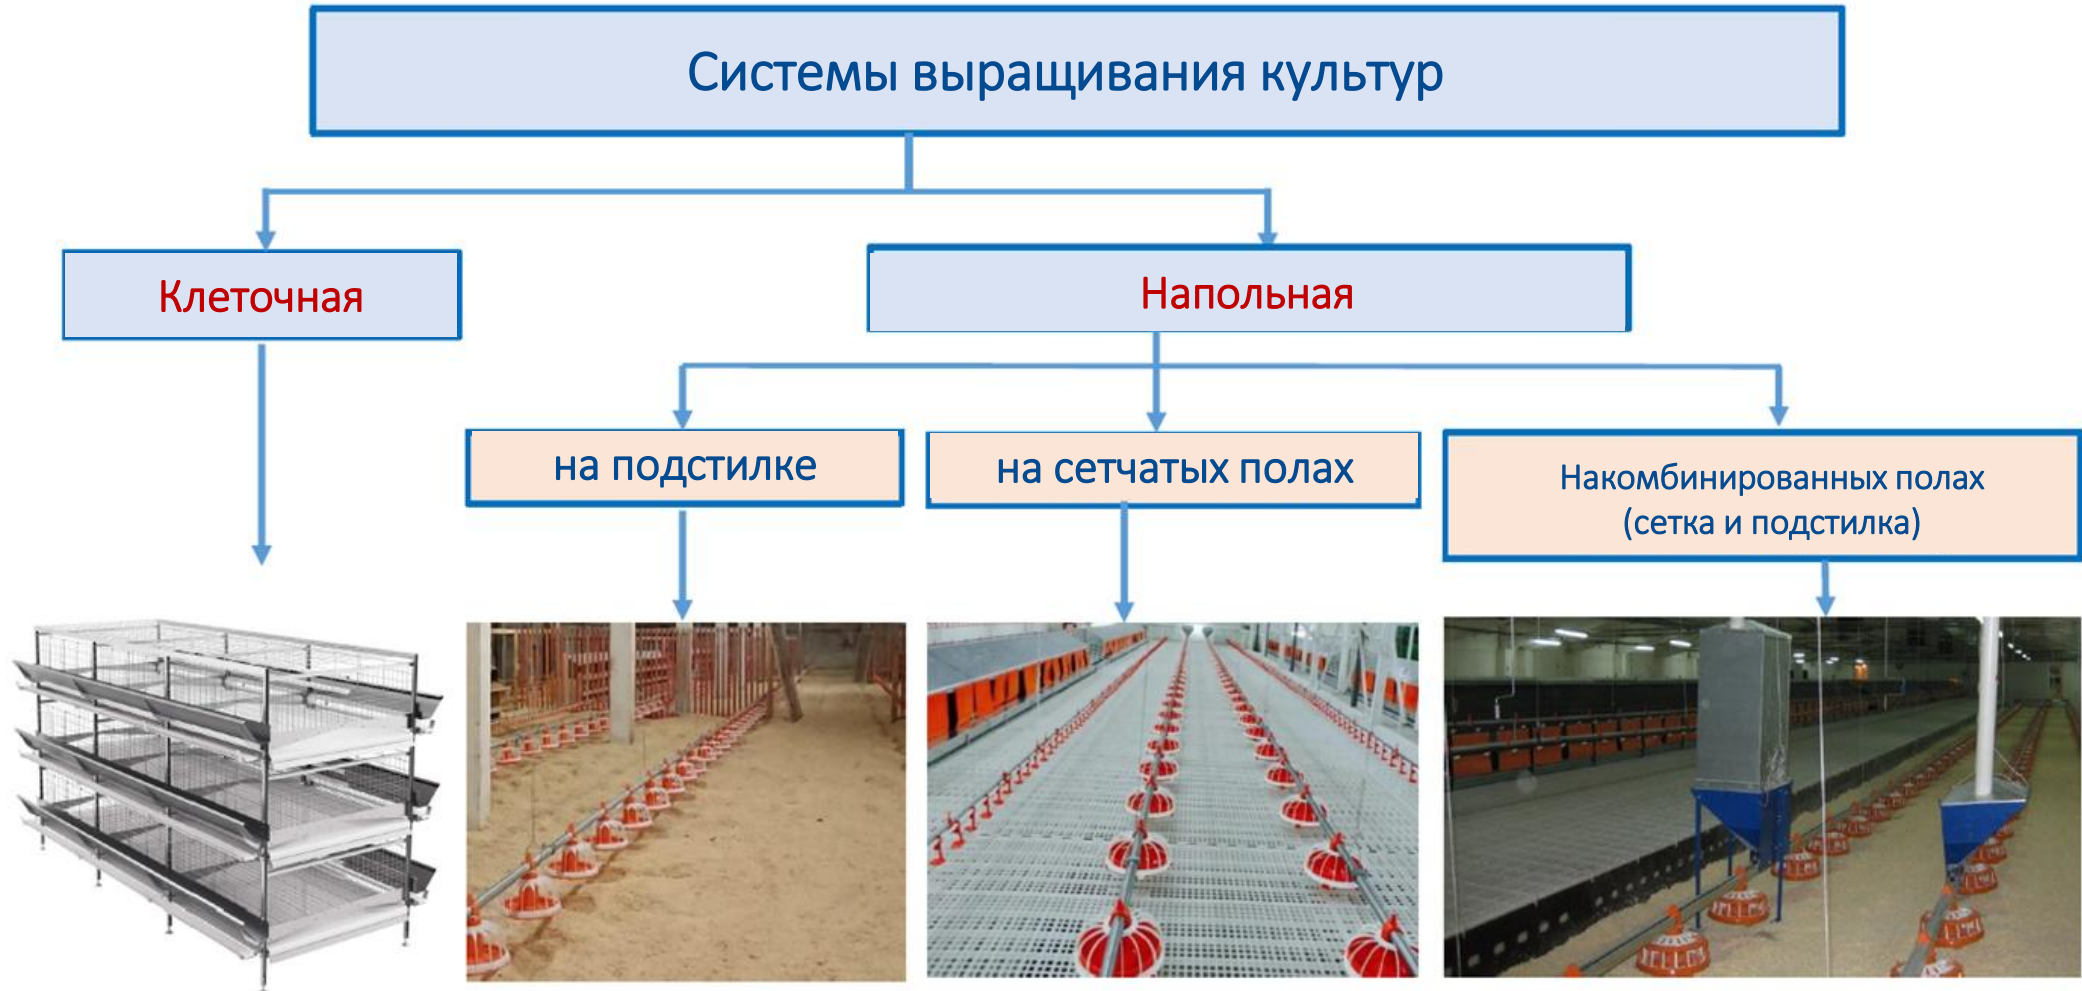 Системы выращивания культур
Клеточная
Напольная
на подстилке
на сетчатых полах
Накомбинированных полах
(сетка и подстилка)